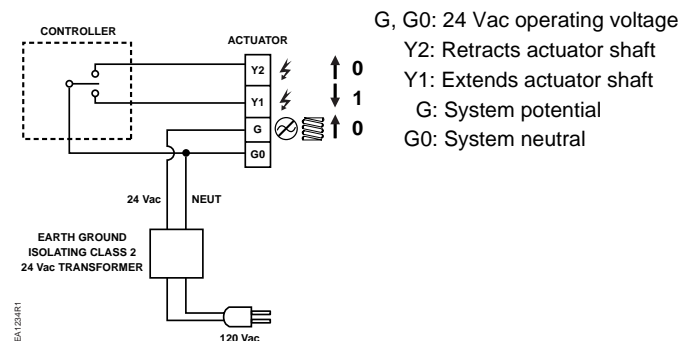 CONTROLLER
ACTUATOR
Y2
0
Y1
1
G
0
G0
24 Vac
NEUT
EARTH GROUND
ISOLATING CLASS 2
24 Vac TRANSFORMER
120 Vac
EA1234R1
G, G0: 24 Vac operating voltage
Y2: Retracts actuator shaft
Y1: Extends actuator shaft
G: System potential
G0: System neutral